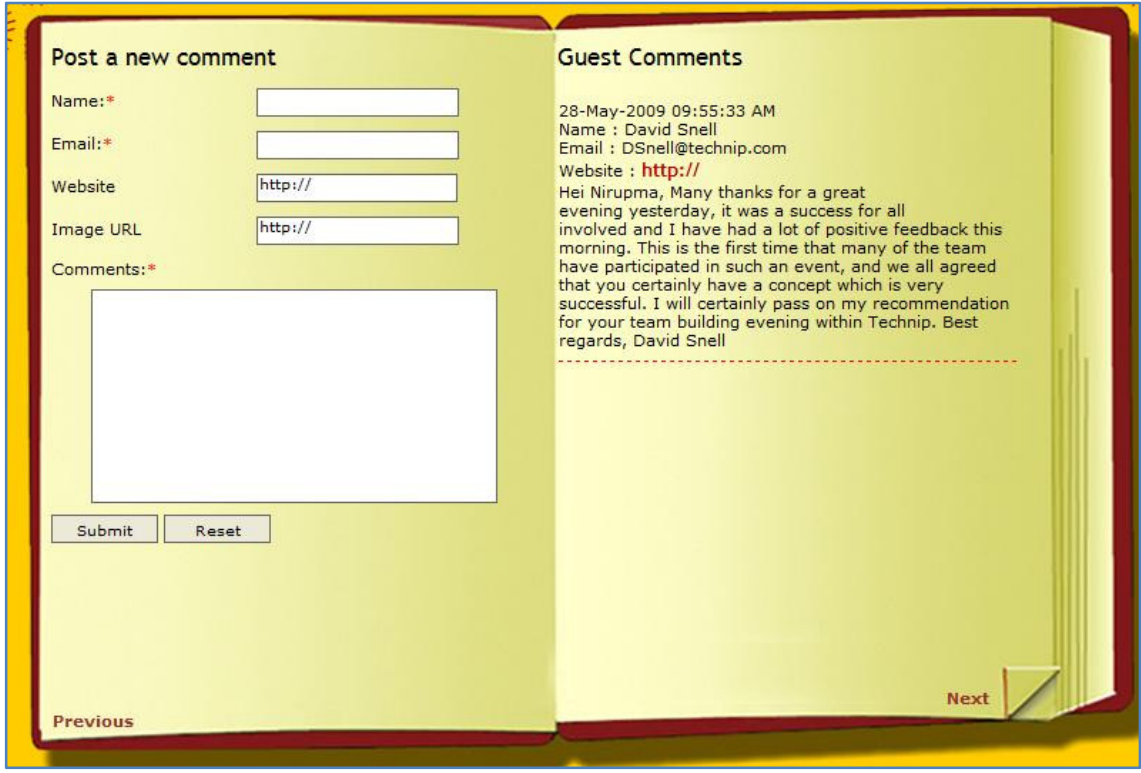 Post a new comment
Name:*
Email:*
Website
http://
Image URL
http://
Comments:*
Submit
Reset
Previous
Guest Comments
28-May-2009 09:55:33 AM
Name : David Snell
Email : DSnell@technip.com
Website : http://
Hei Nirupma, Many thanks for a great
evening yesterday, it was a success for all
involved and I have had a lot of positive feedback this
morning. This is the first time that many of the team
have participated in such an event, and we all agreed
that you certainly have a concept which is very
successful. I will certainly pass on my recommendation
for your team building evening within Technip. Best
regards, David Snell
Next